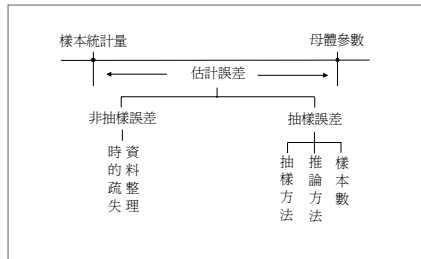 樣本統計量
母體參數
估計誤差
非抽樣誤差
抽樣誤差
資料整理
時的疏失
抽樣方法
推論方法
樣本數